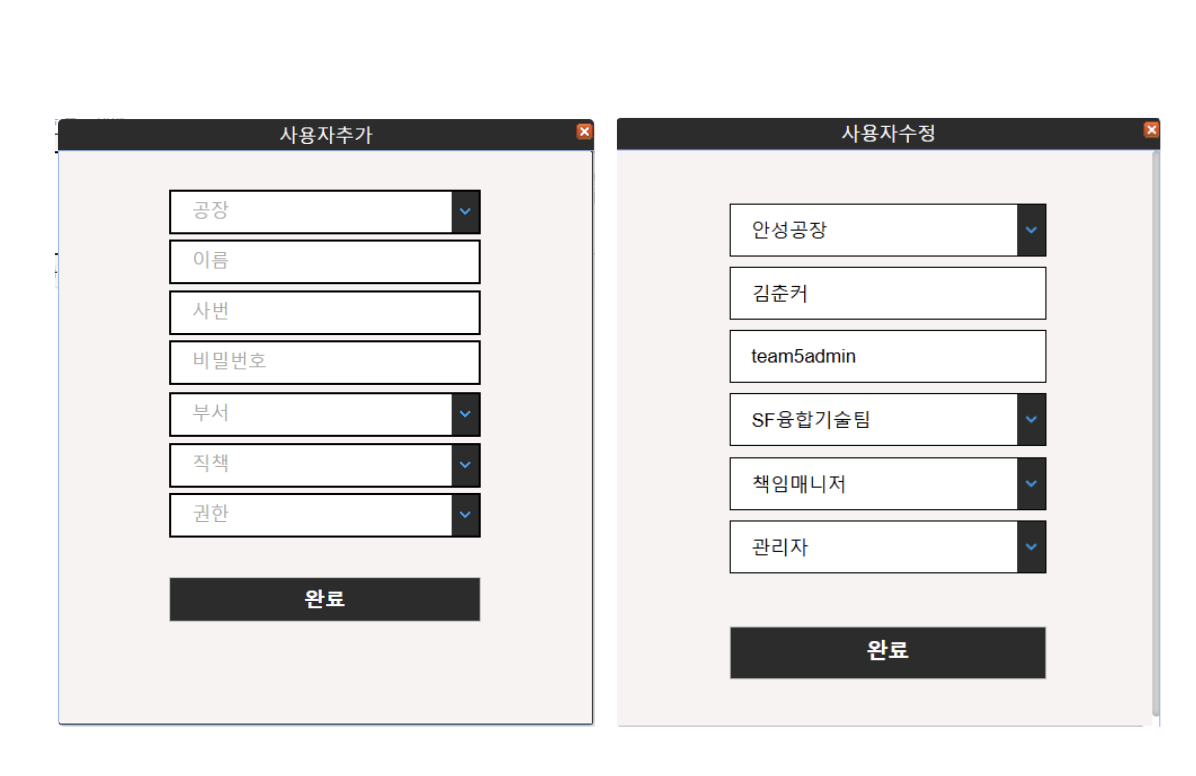 사용자추가
공장
이름
사번
비밀번호
부서
직책
권한
완료
사용자수정
안성공장
김춘커
team5admin
SF융합기술팀
책임매니저
관리자
완료